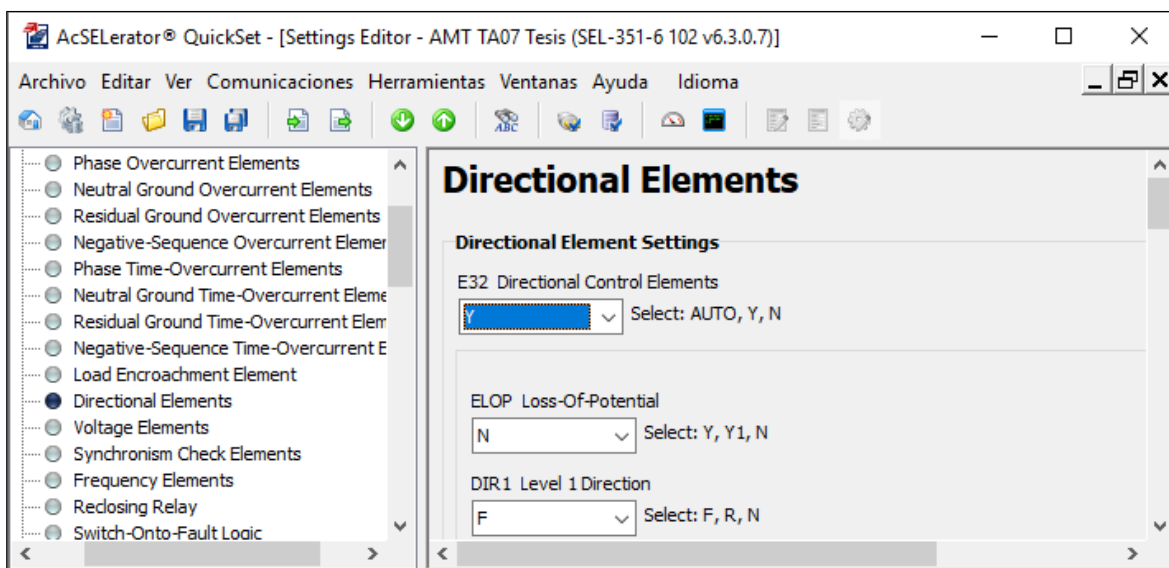 AcSELerator® QuickSet - [Settings Editor - AMT TA07 Tesis (SEL-351-6 102 v6.3.0.7)]
Archivo Editar Ver Comunicaciones Herramientas Ventanas Ayuda Idioma
ABC
Phase Overcurrent Elements
Neutral Ground Overcurrent Elements
Residual Ground Overcurrent Elements
Negative-Sequence Overcurrent Elemen
Phase Time-Overcurrent Elements
Neutral Ground Time-Overcurrent Eleme
Residual Ground Time-Overcurrent Elem
Negative-Sequence Time-Overcurrent E
Load Encroachment Element
Directional Elements
Voltage Elements
Synchronism Check Elements
Frequency Elements
Reclosing Relay
Switch-Onto-Fault Logic
Directional Elements
Directional Element Settings
E32 Directional Control Elements
Y Select: AUTO, Y, N
ELOP Loss-Of-Potential
N Select: Y, Y1, N
DIR1 Level 1 Direction
F Select: F, R, N